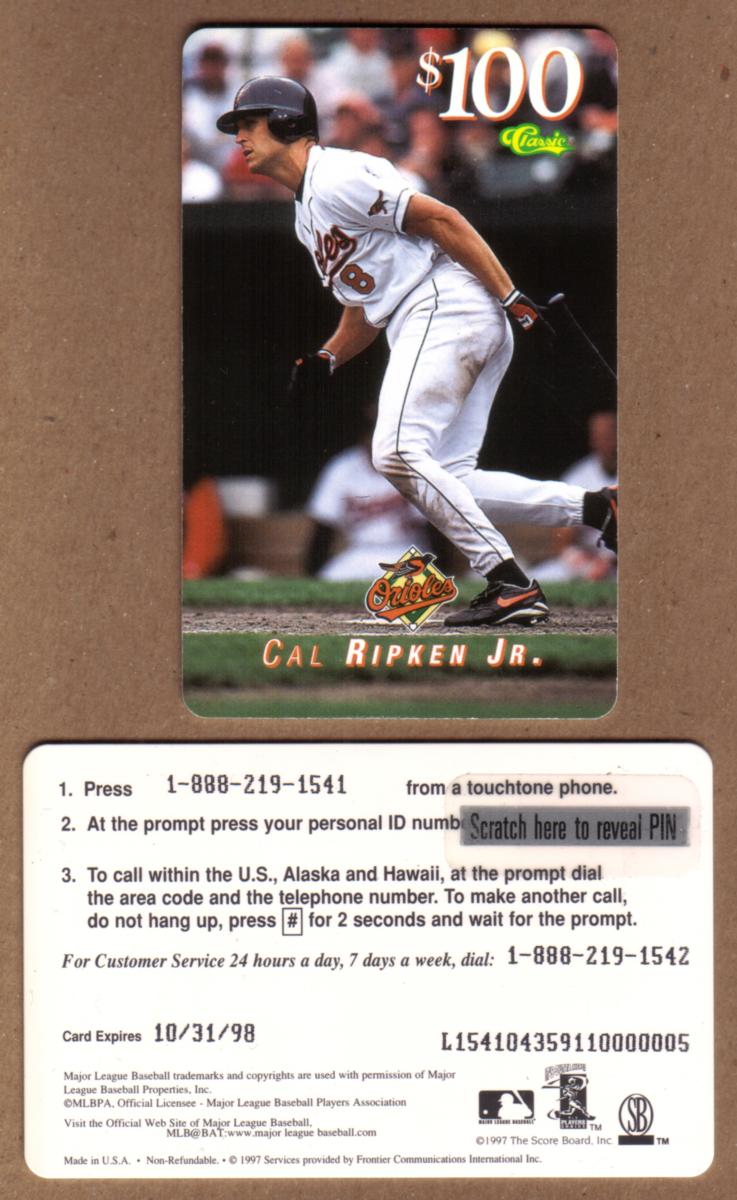 $100
Classic
Orioles
8
Orioles
CAL RIPKEN JR.
1. Press 1-888-219-1541 from a touchtone phone.
2. At the prompt press your personal ID numb Scratch here to reveal PIN
3. To call within the U.S., Alaska and Hawaii, at the prompt dial
the area code and the telephone number. To make another call,
do not hang up, press # for 2 seconds and wait for the prompt.
For Customer Service 24 hours a day, 7 days a week, dial: 1-888-219-1542
Card Expires 10/31/98
L154104359110000005
Major League Baseball trademarks and copyrights are used with permission of Major
League Baseball Properties, Inc.
©MLBPA, Official Licensee - Major League Baseball Players Association
Visit the Official Web Site of Major League Baseball,
MLB@BAT:www.major league baseball.com
MAJOR LEAGUE BASEBALL
PLAYERS
CHOICE
TM
SB
TM
©1997 The Score Board, Inc.
Made in U.S.A. • Non-Refundable. • © 1997 Services provided by Frontier Communications International Inc.